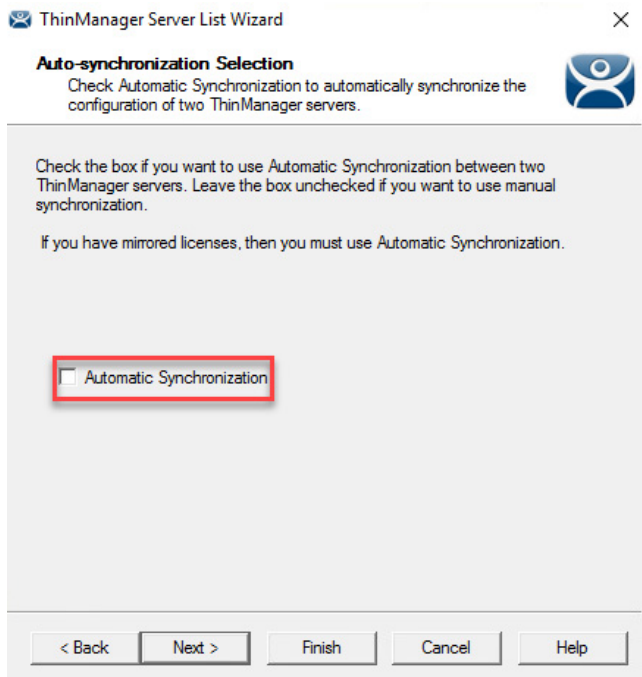 ThinManager Server List Wizard
Auto-synchronization Selection
Check Automatic Synchronization to automatically synchronize the
configuration of two ThinManager servers.
Check the box if you want to use Automatic Synchronization between two
ThinManager servers. Leave the box unchecked if you want to use manual
synchronization.
If you have mirrored licenses, then you must use Automatic Synchronization.
Automatic Synchronization
< Back Next > Finish Cancel Help